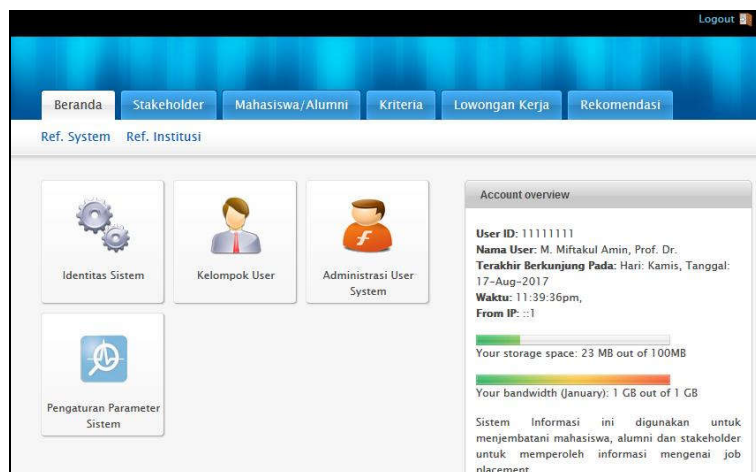 Logout
Beranda Stakeholder Mahasiswa/Alumni Kriteria Lowongan Kerja Rekomendasi
Ref. System Ref. Institusi
Identitas Sistem
Kelompok User
Administrasi User
System
Pengaturan Parameter
Sistem
Account overview
User ID: 11111111
Nama User: M. Miftakul Amin, Prof. Dr.
Terakhir Berkunjung Pada: Hari: Kamis, Tanggal:
17-Aug-2017
Waktu: 11:39:36pm,
From IP: ::1
Your storage space: 23 MB out of 100MB
Your bandwidth (January): 1 GB out of 1 GB
Sistem Informasi ini digunakan untuk
menjembatani mahasiswa, alumni dan stakeholder
untuk memperoleh informasi mengenai job
placement